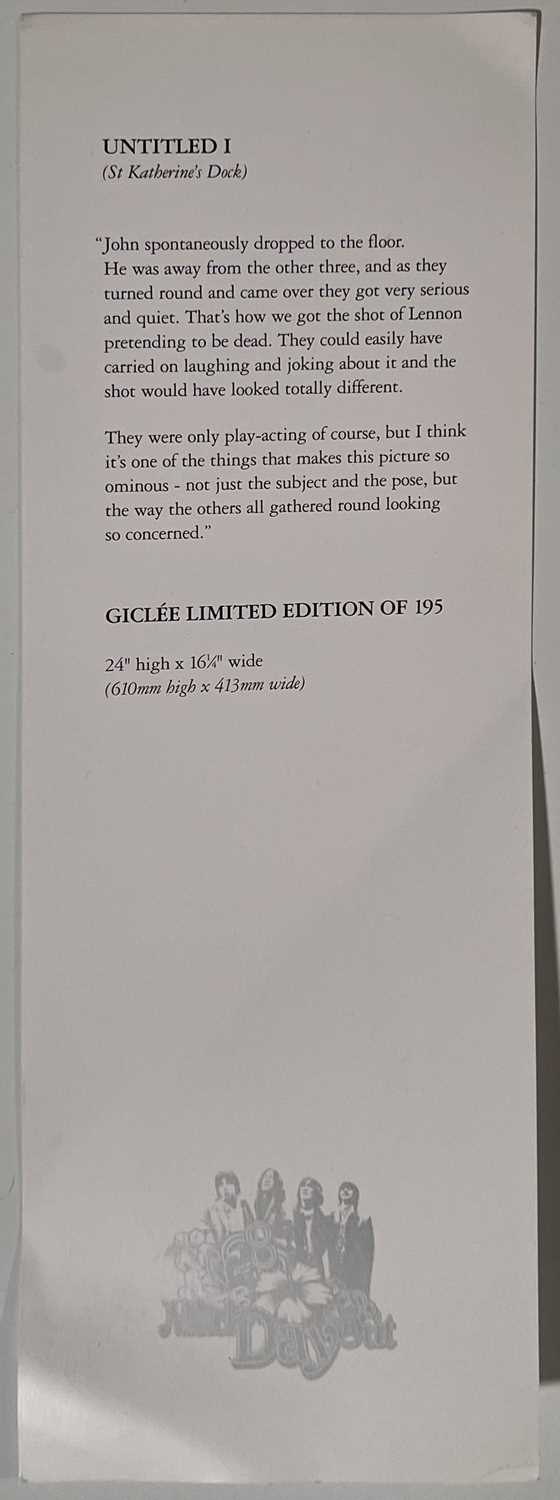 UNTITLED I
(St Katherine's Dock)
“John spontaneously dropped to the floor.
He was away from the other three, and as they
turned round and came over they got very serious
and quiet. That's how we got the shot of Lennon
pretending to be dead. They could easily have
carried on laughing and joking about it and the
shot would have looked totally different.
They were only play-acting of course, but I think
it's one of the things that makes this picture so
ominous - not just the subject and the pose, but
the way the others all gathered round looking
so concerned.”
GICLÉE LIMITED EDITION OF 195
24" high x 16¼" wide
(610mm high x 413mm wide)
Day Out